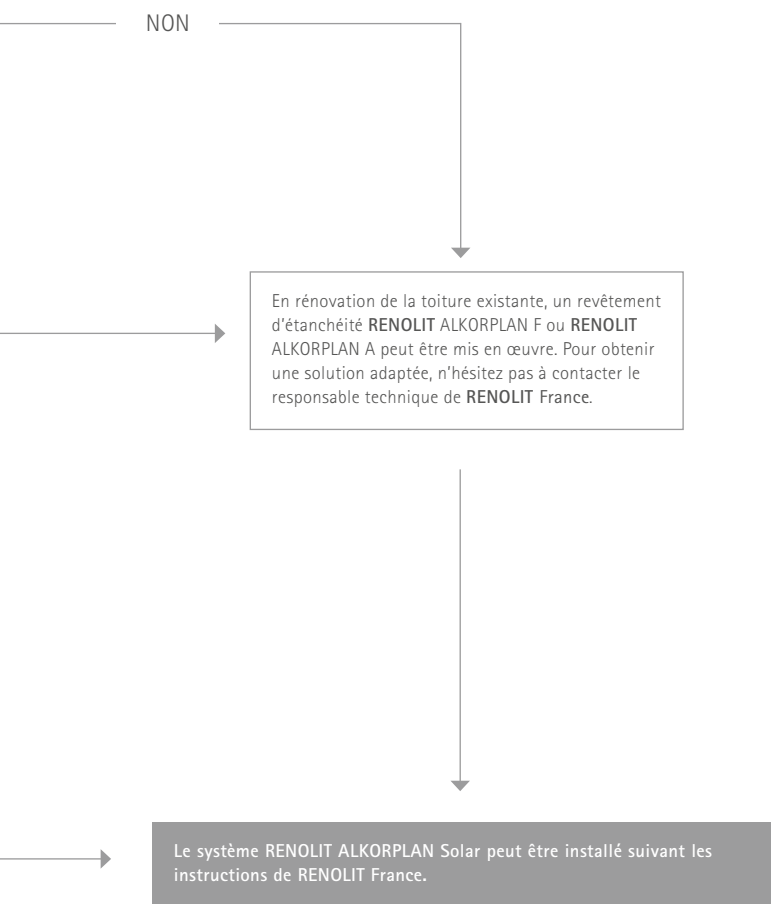 NON
En rénovation de la toiture existante, un revêtement
d'étanchéité RENOLIT ALKORPLAN F ou RENOLIT
ALKORPLAN A peut être mis en œuvre. Pour obtenir
une solution adaptée, n'hésitez pas à contacter le
responsable technique de RENOLIT France.
Le système RENOLIT ALKORPLAN Solar peut être installé suivant les
instructions de RENOLIT France.